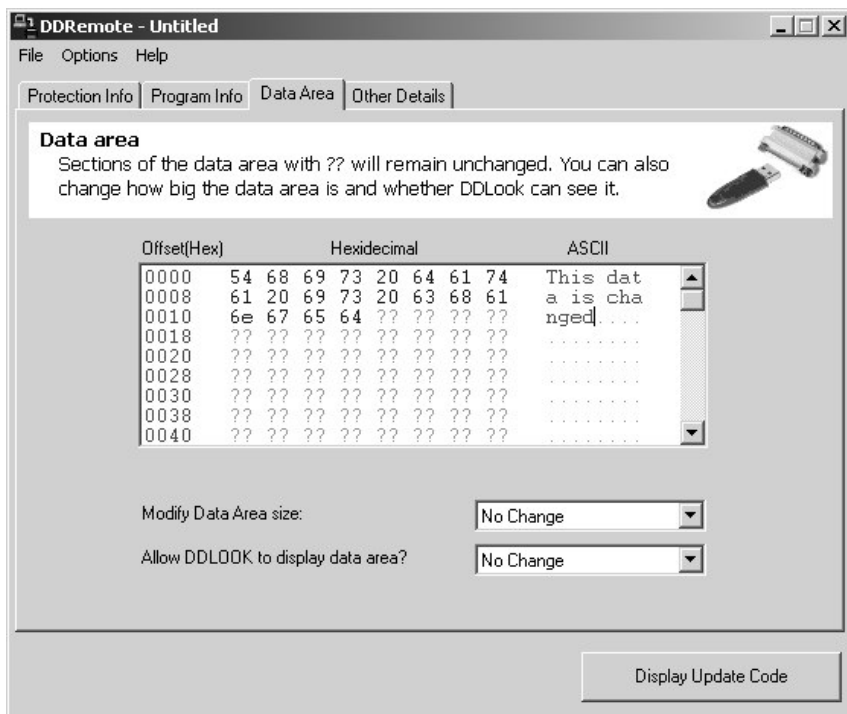 DDRemote - Untitled
File Options Help
Protection Info Program Info Data Area Other Details
Data area
Sections of the data area with ?? will remain unchanged. You can also
change how big the data area is and whether DDLook can see it.
Offset(Hex) Hexidecimal ASCII
0000 54 68 69 73 20 64 61 74 This dat
0008 61 20 69 73 20 63 68 61 a is cha
0010 6e 67 65 64 ?? ?? ?? ?? nged....
0018 ?? ?? ?? ?? ?? ?? ?? ?? ........
0020 ?? ?? ?? ?? ?? ?? ?? ?? ........
0028 ?? ?? ?? ?? ?? ?? ?? ?? ........
0030 ?? ?? ?? ?? ?? ?? ?? ?? ........
0038 ?? ?? ?? ?? ?? ?? ?? ?? ........
0040 ?? ?? ?? ?? ?? ?? ?? ?? ........
Modify Data Area size: No Change
Allow DDLOOK to display data area? No Change
Display Update Code